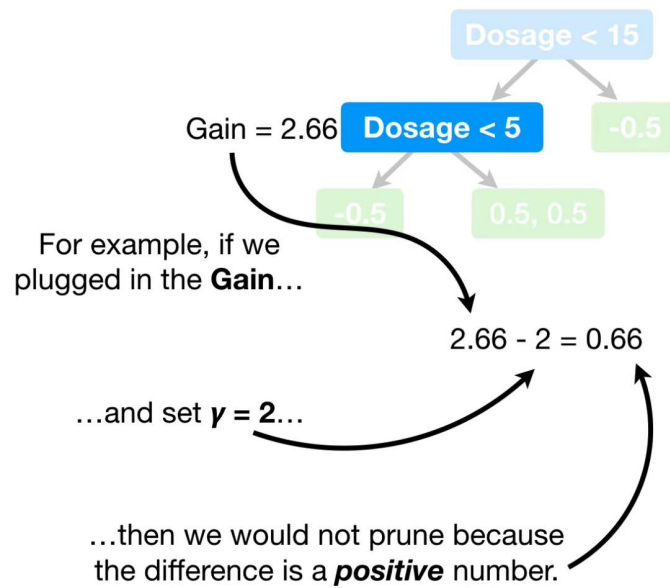 Dosage < 15
Gain = 2.66
Dosage < 5
-0.5
-0.5
0.5, 0.5
For example, if we
plugged in the Gain…
2.66 - 2 = 0.66
…and set γ = 2…
…then we would not prune because
the difference is a positive number.